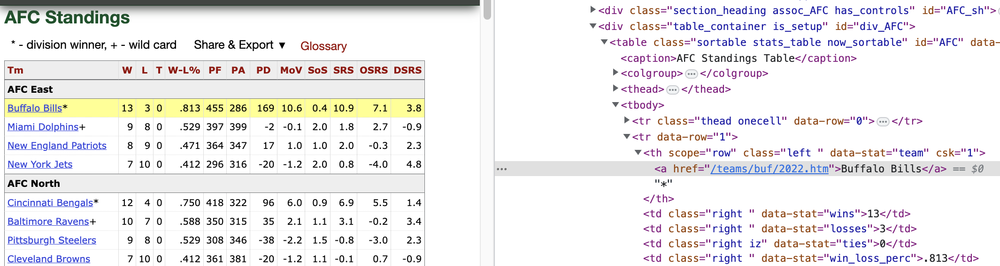 AFC Standings
* - division winner, + - wild card Share & Export ▼ Glossary
Tm W L T W-L% PF PA PD MoV SoS SRS OSRS DSRS
AFC East
Buffalo Bills* 13 3 0 .813 455 286 169 10.6 0.4 10.9 7.1 3.8
Miami Dolphins+ 9 8 0 .529 397 399 -2 -0.1 2.0 1.8 2.7 -0.9
New England Patriots 8 9 0 .471 364 347 17 1.0 1.0 2.0 -0.3 2.3
New York Jets 7 10 0 .412 296 316 -20 -1.2 2.0 0.8 -4.0 4.8
AFC North
Cincinnati Bengals* 12 4 0 .750 418 322 96 6.0 0.9 6.9 5.5 1.4
Baltimore Ravens+ 10 7 0 .588 350 315 35 2.1 1.1 3.1 -0.2 3.4
Pittsburgh Steelers 9 8 0 .529 308 346 -38 -2.2 1.5 -0.8 -3.0 2.3
Cleveland Browns 7 10 0 .412 361 381 -20 -1.2 1.1 -0.1 0.7 -0.9
▶<div class="section_heading assoc_AFC has_controls" id="AFC_sh">
▼<div class="table_container is_setup" id="div_AFC">
▼<table class="sortable stats_table now_sortable" id="AFC" data-
<caption>AFC Standings Table</caption>
▶<colgroup>…</colgroup>
▶<thead>…</thead>
▼<tbody>
▶<tr class="thead onecell" data-row="0">…</tr>
▼<tr data-row="1">
▼<th scope="row" class="left " data-stat="team" csk="1">
… <a href="/teams/buf/2022.htm">Buffalo Bills</a> == $0
"*"
</th>
<td class="right " data-stat="wins">13</td>
<td class="right " data-stat="losses">3</td>
<td class="right iz" data-stat="ties">0</td>
<td class="right " data-stat="win_loss_perc">.813</td>